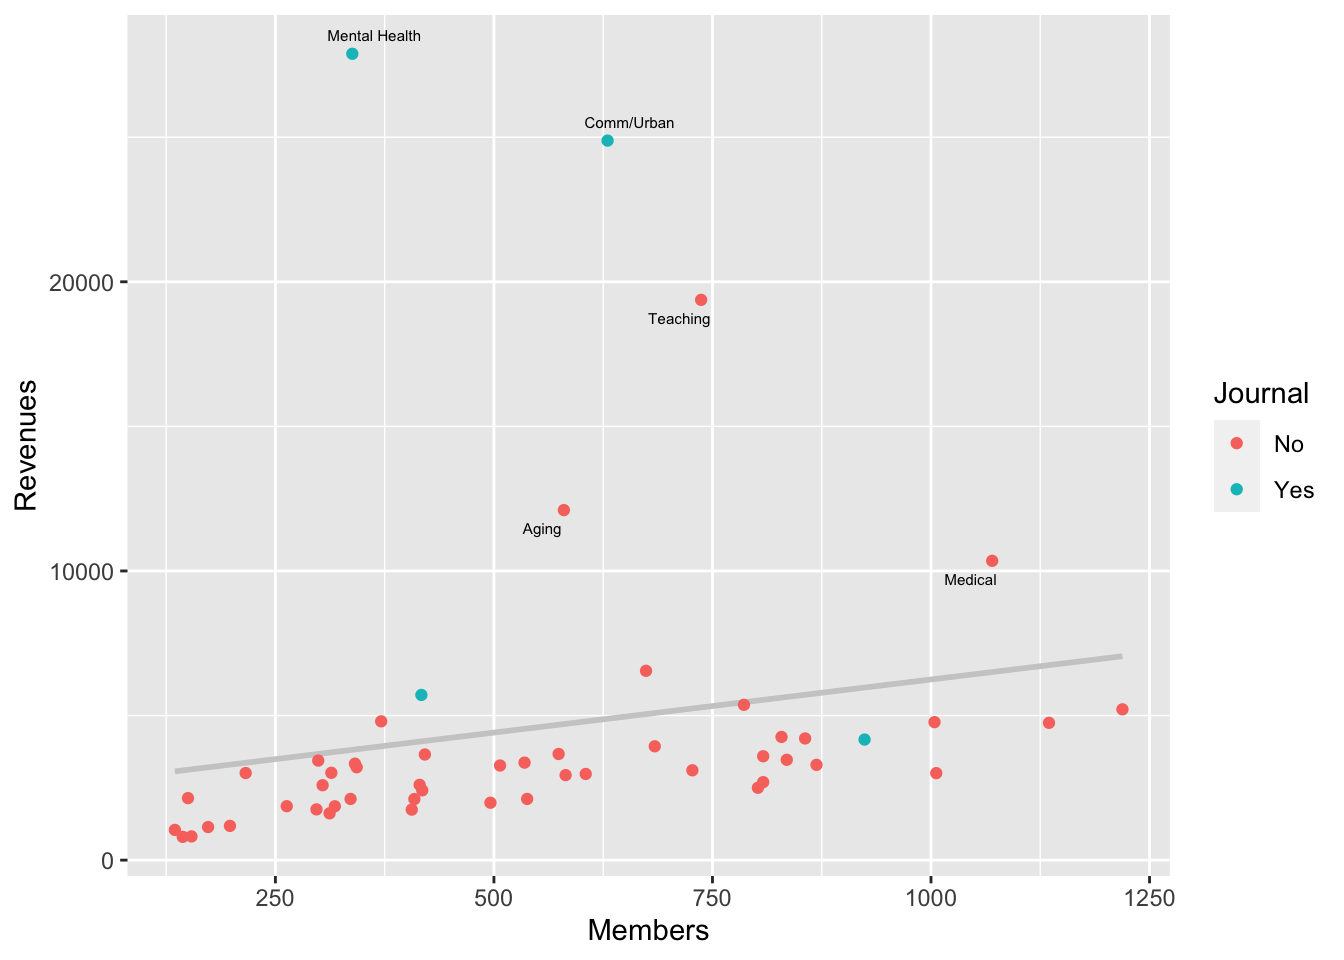 Mental Health
Comm/Urban
20000
Teaching
Revenues
Journal
No
Yes
Aging
10000
Medical
0
250
500
750
1000
1250
Members